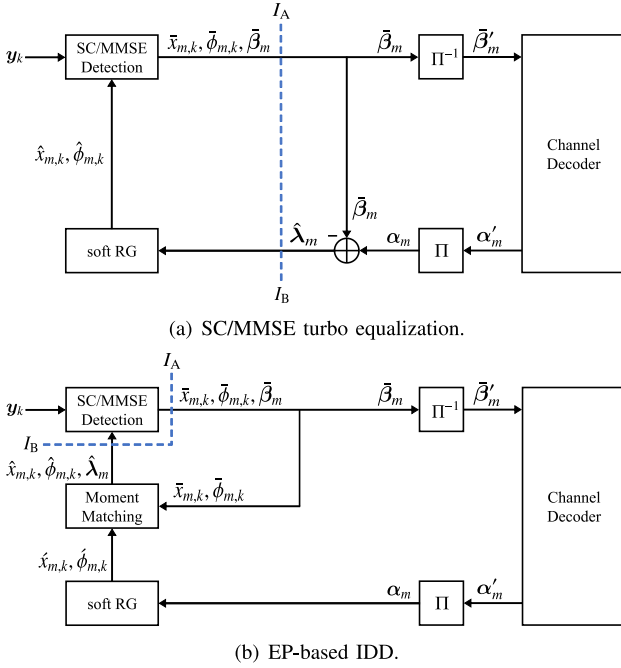 I_A
y_k
SC/MMSE
Detection
x̄_{m,k}, ϕ̄_{m,k}, β̄_m
β̄_m
Π^{-1}
β̄′_m
Channel
Decoder
x̂_{m,k}, ϕ̂_{m,k}
β̄_m
soft RG
λ̂_m
−
α_m
Π
α′_m
I_B
(a) SC/MMSE turbo equalization.
I_A
y_k
SC/MMSE
Detection
x̄_{m,k}, ϕ̄_{m,k}, β̄_m
β̄_m
Π^{-1}
β̄′_m
I_B
x̂_{m,k}, ϕ̂_{m,k}, λ̂_m
Moment
Matching
x̄_{m,k}, ϕ̄_{m,k}
Channel
Decoder
x́_{m,k}, ϕ́_{m,k}
soft RG
α_m
Π
α′_m
(b) EP-based IDD.